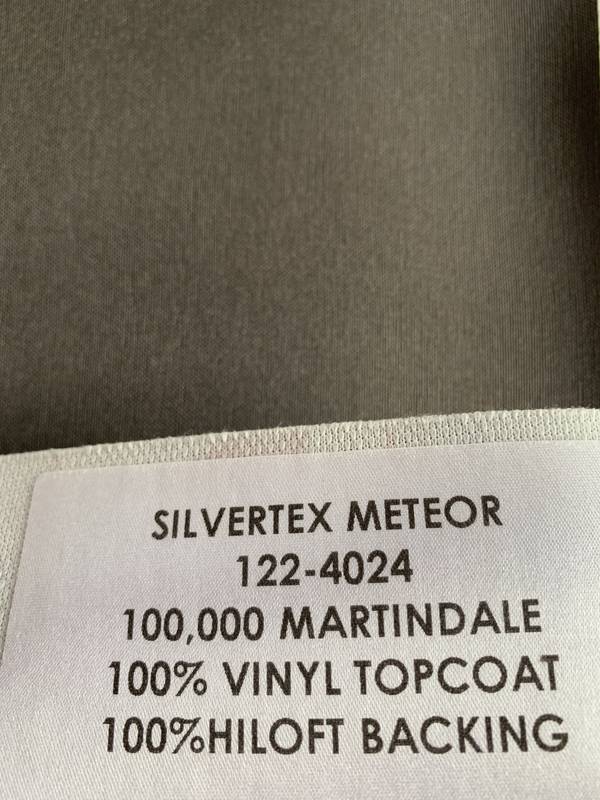 SILVERTEX METEOR
122-4024
100,000 MARTINDALE
100% VINYL TOPCOAT
100%HILOFT BACKING